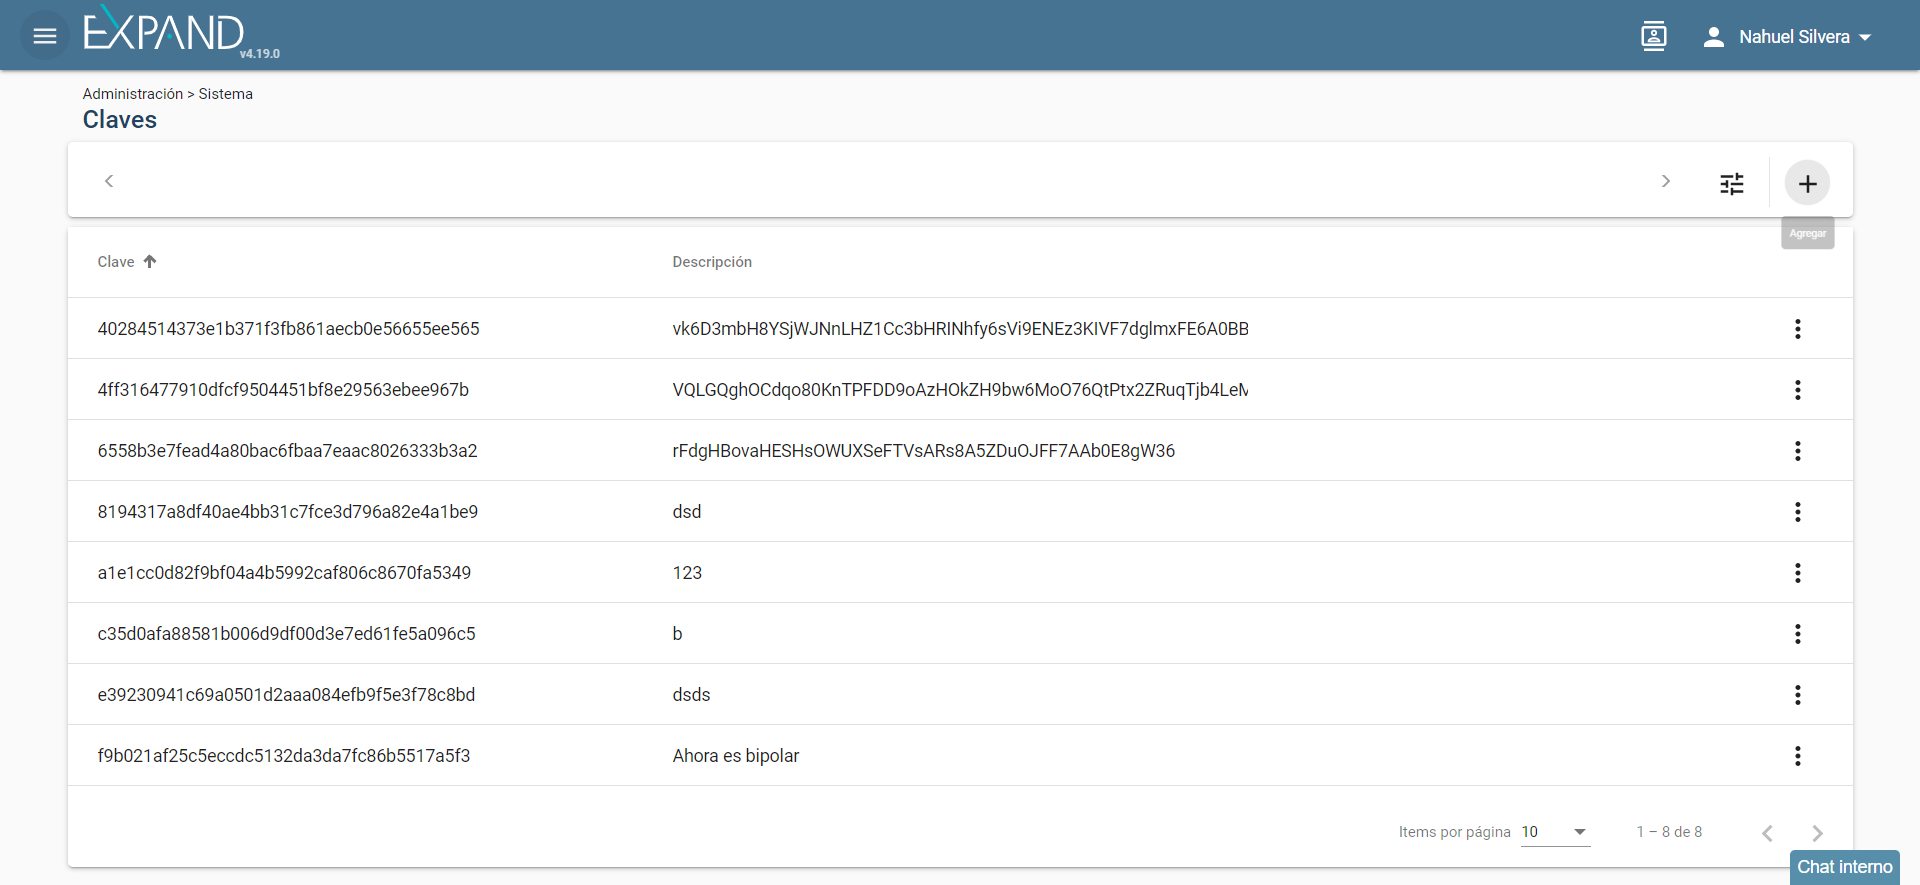 EXPAND
v4.19.0
Nahuel Silvera
Administración > Sistema
Claves
Agregar
Clave Descripción
40284514373e1b371f3fb861aecb0e56655ee565 vk6D3mbH8YSjWJNnLHZ1Cc3bHRINhfy6sVi9ENEz3KIVF7dglmxFE6A0BB
4ff316477910dfcf9504451bf8e29563ebee967b VQLGQghOCdqo80KnTPFDD9oAzHOkZH9bw6MoO76QtPtx2ZRuqTjb4LeM
6558b3e7fead4a80bac6fbaa7eaac8026333b3a2 rFdgHBovaHESHsOWUXSeFTVsARs8A5ZDuOJFF7AAb0E8gW36
8194317a8df40ae4bb31c7fce3d796a82e4a1be9 dsd
a1e1cc0d82f9bf04a4b5992caf806c8670fa5349 123
c35d0afa88581b006d9df00d3e7ed61fe5a096c5 b
e39230941c69a0501d2aaa084efb9f5e3f78c8bd dsds
f9b021af25c5eccdc5132da3da7fc86b5517a5f3 Ahora es bipolar
Items por página 10 1 – 8 de 8
Chat interno